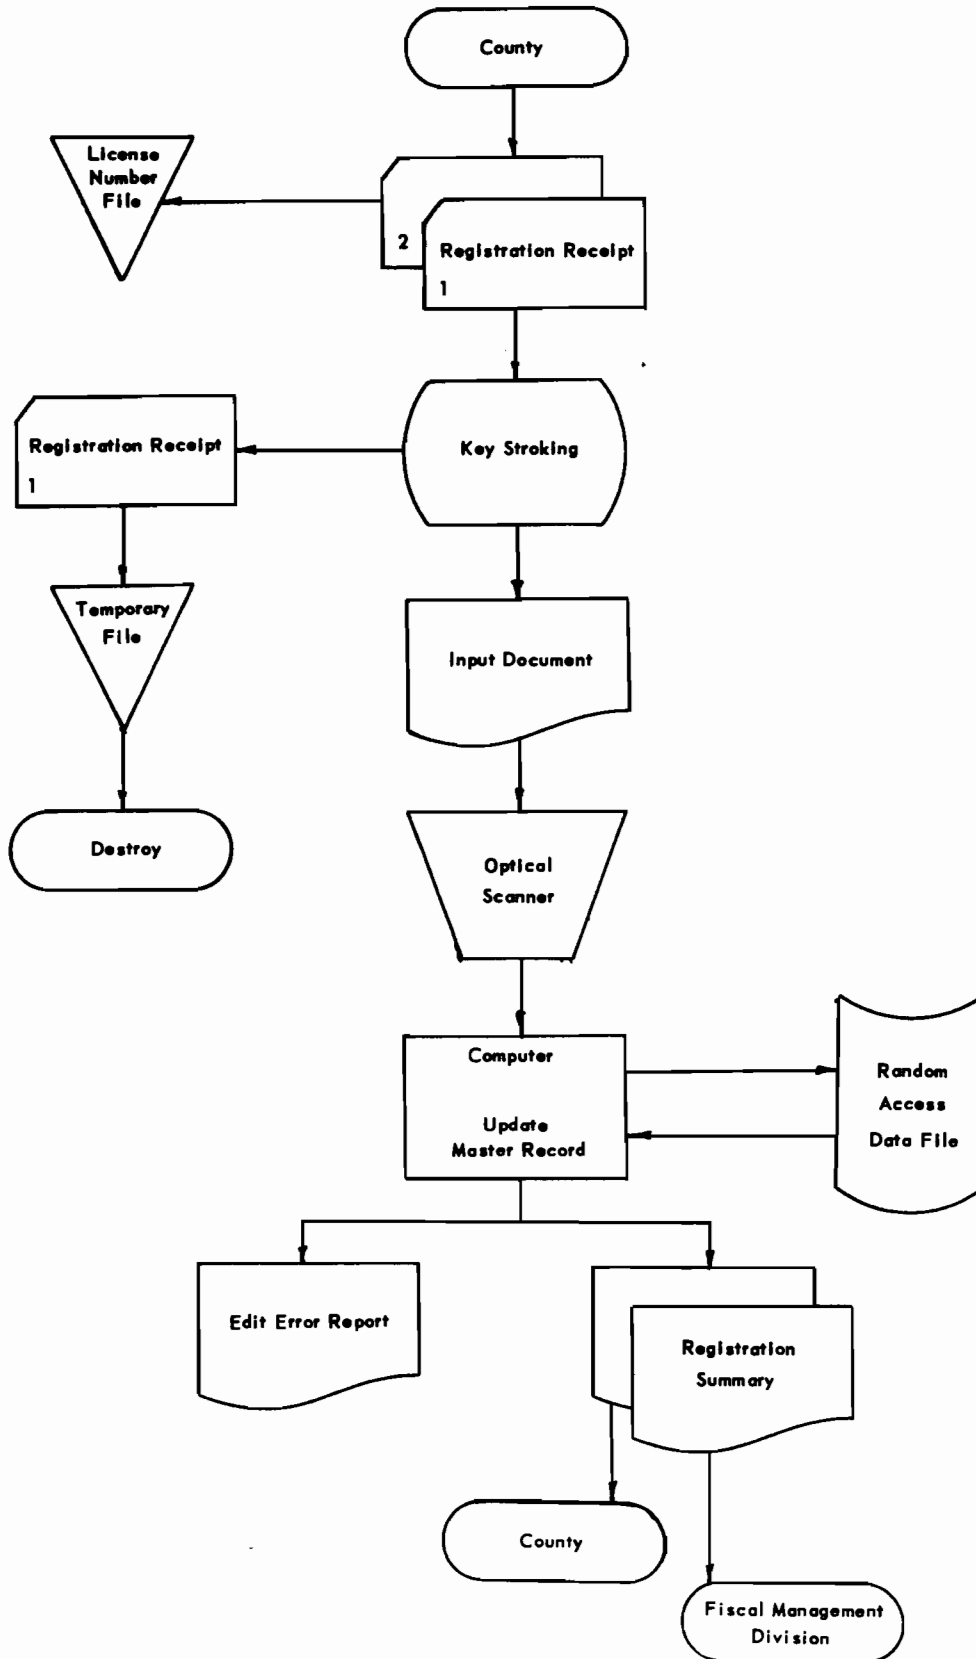 County
License
Number
File
2
Registration Receipt
1
Registration Receipt
1
Key Stroking
Temporary
File
Input Document
Destroy
Optical
Scanner
Computer
Update
Master Record
Random
Access
Data File
Edit Error Report
Registration
Summary
County
Fiscal Management
Division